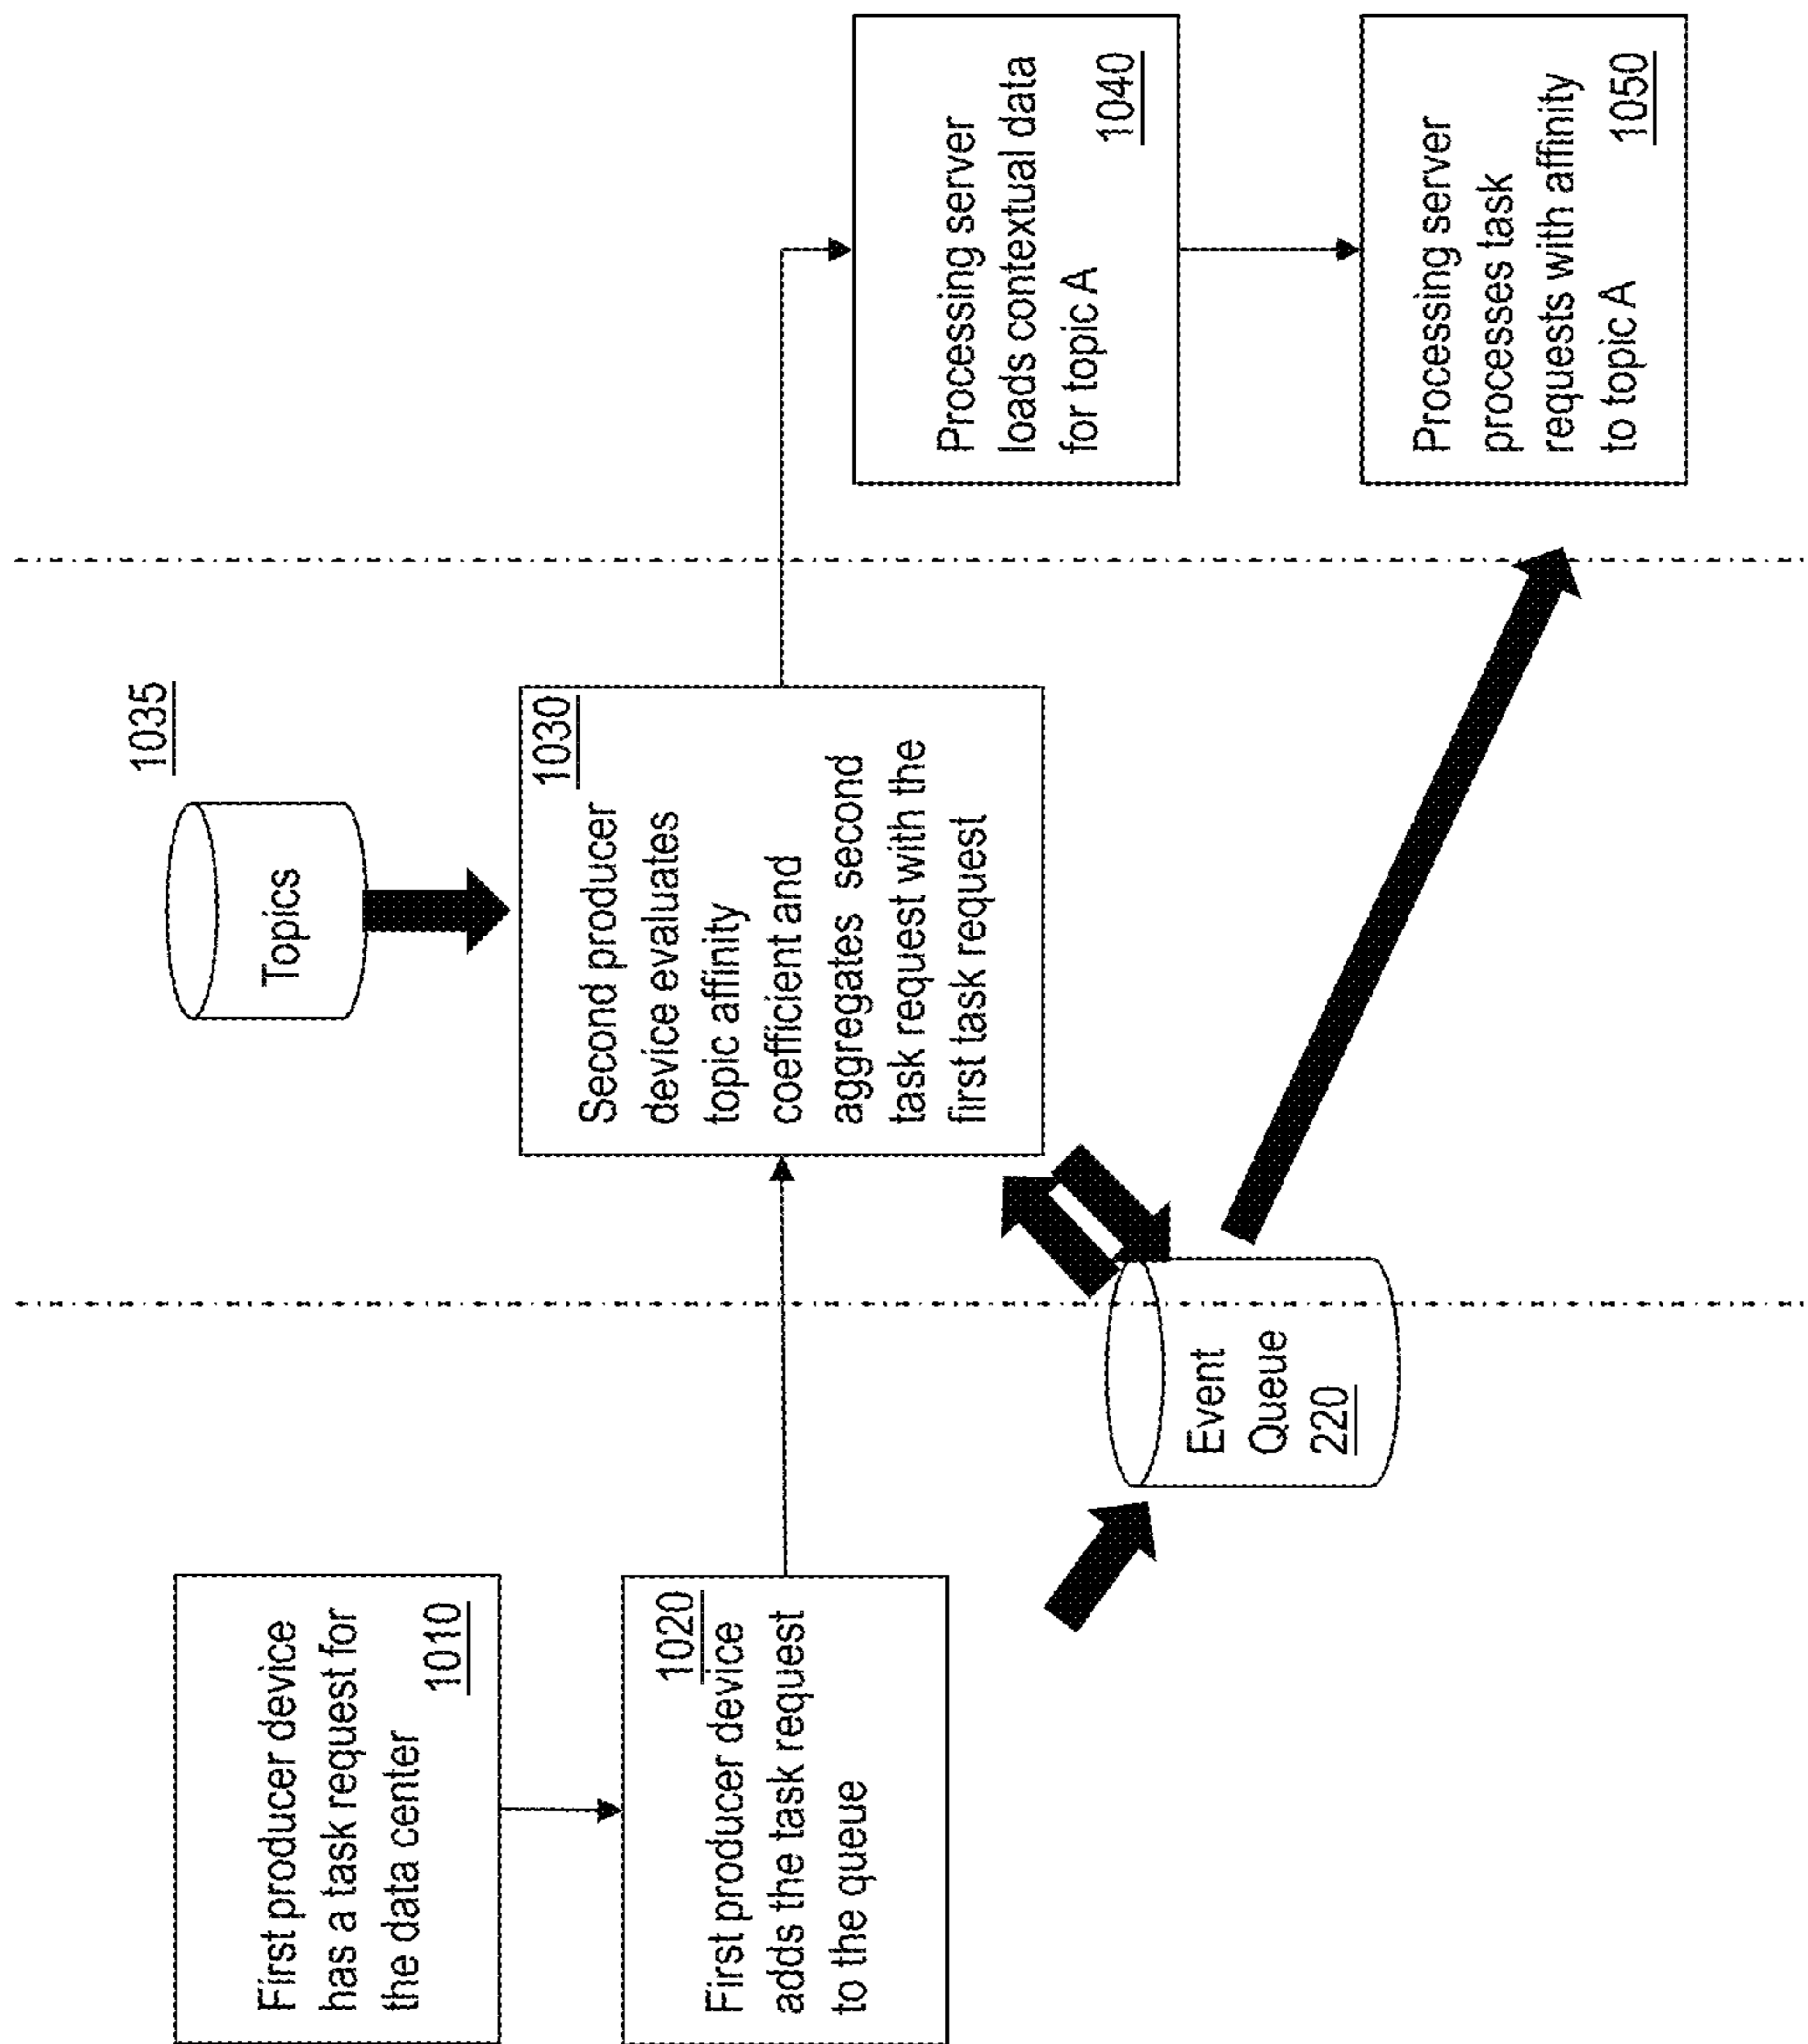 First producer device
has a task request for
the data center
1010
First producer device
adds the task request
to the queue
1020
Event
Queue
220
Topics
1035
1030
Second producer
device evaluates
topic affinity
coefficient and
aggregates second
task request with the
first task request
Processing server
loads contextual data
for topic A
1040
Processing server
processes task
requests with affinity
to topic A
1050